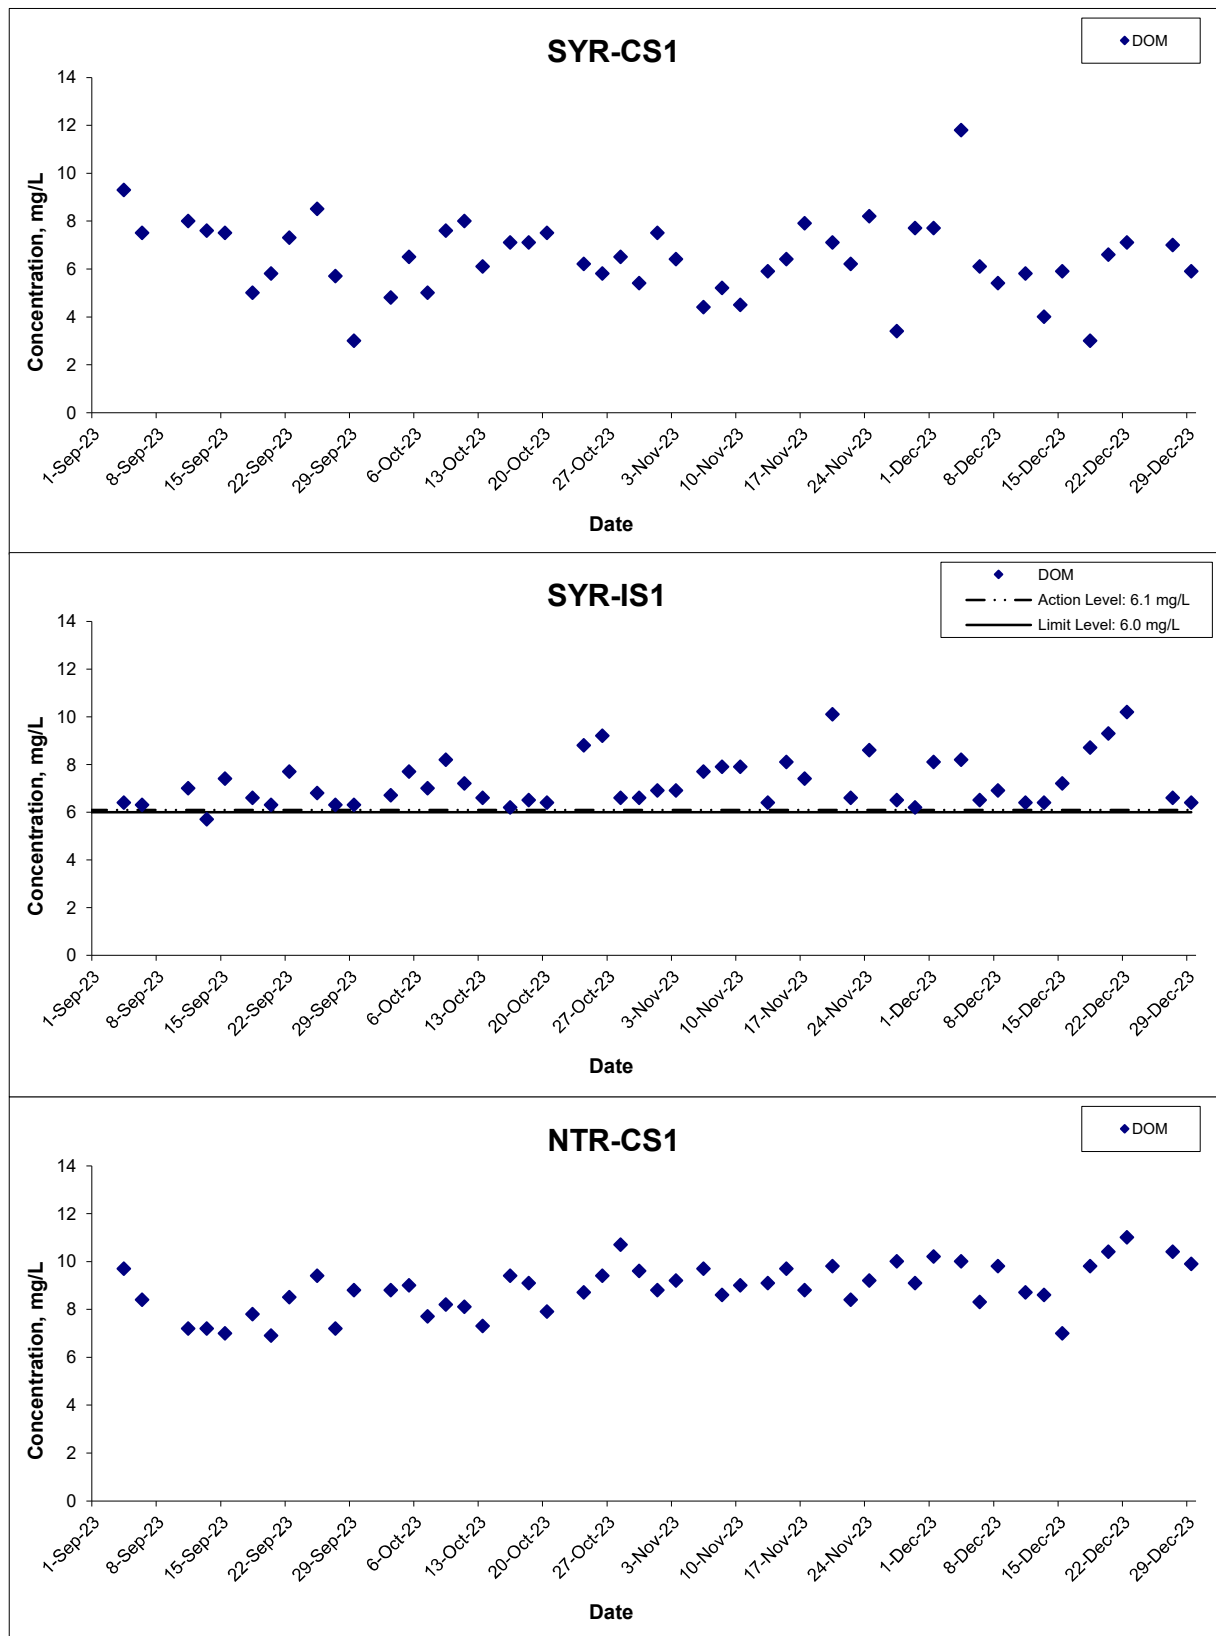 SYR-CS1
DOM
Concentration, mg/L
14
12
10
8
6
4
2
0
1-Sep-23
8-Sep-23
15-Sep-23
22-Sep-23
29-Sep-23
6-Oct-23
13-Oct-23
20-Oct-23
27-Oct-23
3-Nov-23
10-Nov-23
17-Nov-23
24-Nov-23
1-Dec-23
8-Dec-23
15-Dec-23
22-Dec-23
29-Dec-23
Date
SYR-IS1
DOM
Action Level: 6.1 mg/L
Limit Level: 6.0 mg/L
Concentration, mg/L
14
12
10
8
6
4
2
0
1-Sep-23
8-Sep-23
15-Sep-23
22-Sep-23
29-Sep-23
6-Oct-23
13-Oct-23
20-Oct-23
27-Oct-23
3-Nov-23
10-Nov-23
17-Nov-23
24-Nov-23
1-Dec-23
8-Dec-23
15-Dec-23
22-Dec-23
29-Dec-23
Date
NTR-CS1
DOM
Concentration, mg/L
14
12
10
8
6
4
2
0
1-Sep-23
8-Sep-23
15-Sep-23
22-Sep-23
29-Sep-23
6-Oct-23
13-Oct-23
20-Oct-23
27-Oct-23
3-Nov-23
10-Nov-23
17-Nov-23
24-Nov-23
1-Dec-23
8-Dec-23
15-Dec-23
22-Dec-23
29-Dec-23
Date